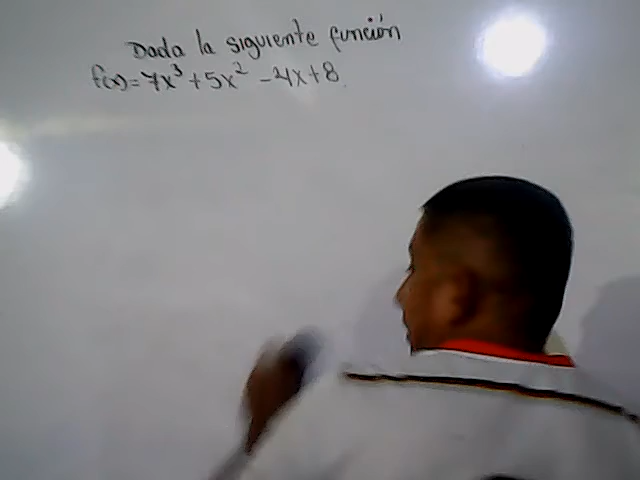 Dada la siguiente función
f(x)=7x³+5x²-4x+8